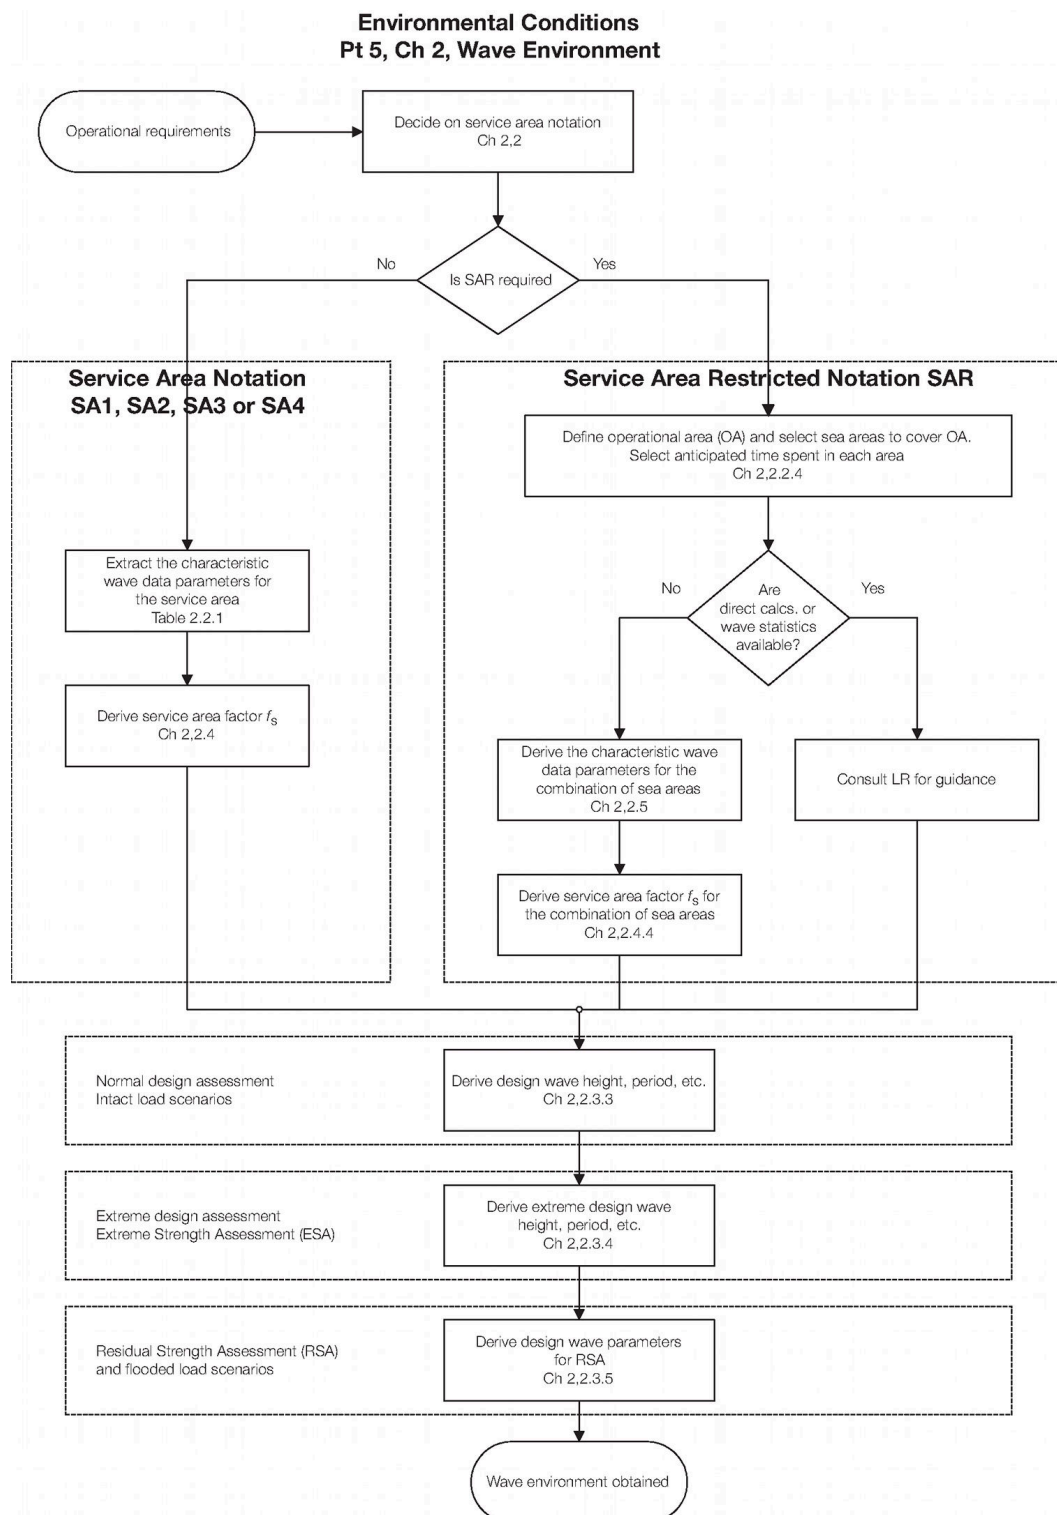 Environmental Conditions
Pt 5, Ch 2, Wave Environment
Operational requirements
Decide on service area notation
Ch 2,2
No
Is SAR required
Yes
Service Area Notation
SA1, SA2, SA3 or SA4
Service Area Restricted Notation SAR
Define operational area (OA) and select sea areas to cover OA.
Select anticipated time spent in each area
Ch 2,2.2.4
Extract the characteristic
wave data parameters for
the service area
Table 2.2.1
No
Are
direct calcs. or
wave statistics
available?
Yes
Derive service area factor fs
Ch 2,2.4
Derive the characteristic wave
data parameters for the
combination of sea areas
Ch 2,2.5
Consult LR for guidance
Derive service area factor fs for
the combination of sea areas
Ch 2,2.4.4
Normal design assessment
Intact load scenarios
Derive design wave height, period, etc.
Ch 2,2.3.3
Extreme design assessment
Extreme Strength Assessment (ESA)
Derive extreme design wave
height, period, etc.
Ch 2,2.3.4
Residual Strength Assessment (RSA)
and flooded load scenarios
Derive design wave parameters
for RSA
Ch 2,2.3.5
Wave environment obtained